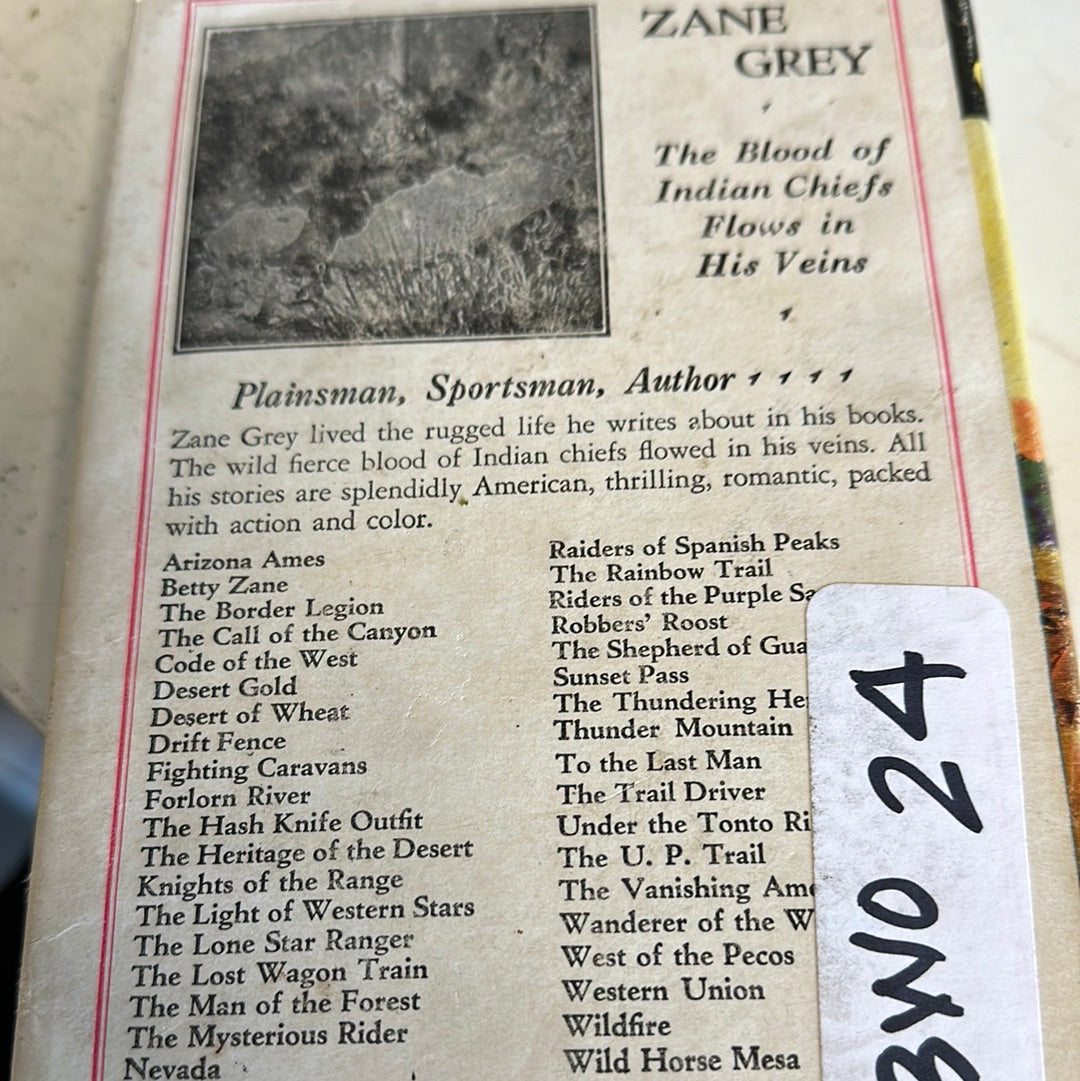 ZANE
GREY
The Blood of
Indian Chiefs
Flows in
His Veins
Plainsman, Sportsman, Author
Zane Grey lived the rugged life he writes about in his books.
The wild fierce blood of Indian chiefs flowed in his veins. All
his stories are splendidly American, thrilling, romantic, packed
with action and color.
Arizona Ames
Betty Zane
The Border Legion
The Call of the Canyon
Code of the West
Desert Gold
Desert of Wheat
Drift Fence
Fighting Caravans
Forlorn River
The Hash Knife Outfit
The Heritage of the Desert
Knights of the Range
The Light of Western Stars
The Lone Star Ranger
The Lost Wagon Train
The Man of the Forest
The Mysterious Rider
Nevada
Raiders of Spanish Peaks
The Rainbow Trail
Riders of the Purple Sa
Robbers' Roost
The Shepherd of Gua
Sunset Pass
The Thundering He
Thunder Mountain
To the Last Man
The Trail Driver
Under the Tonto Ri
The U. P. Trail
The Vanishing Ame
Wanderer of the W
West of the Pecos
Western Union
Wildfire
Wild Horse Mesa
24